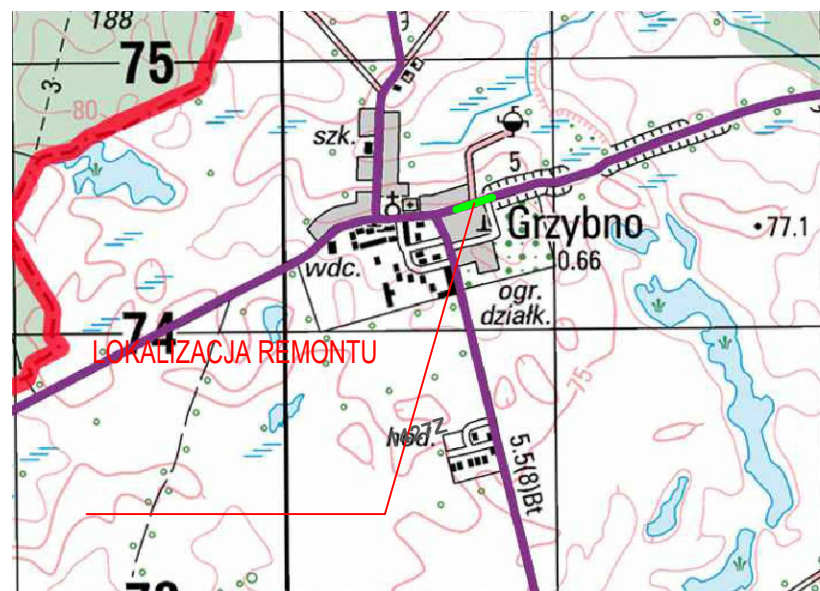 188
75
3
80
szk.
5
Grzybno
77.1
0.66
wdc.
ogr.
działk.
74
LOKALIZACJA REMONTU
75
hod.
5.5(8)Bt